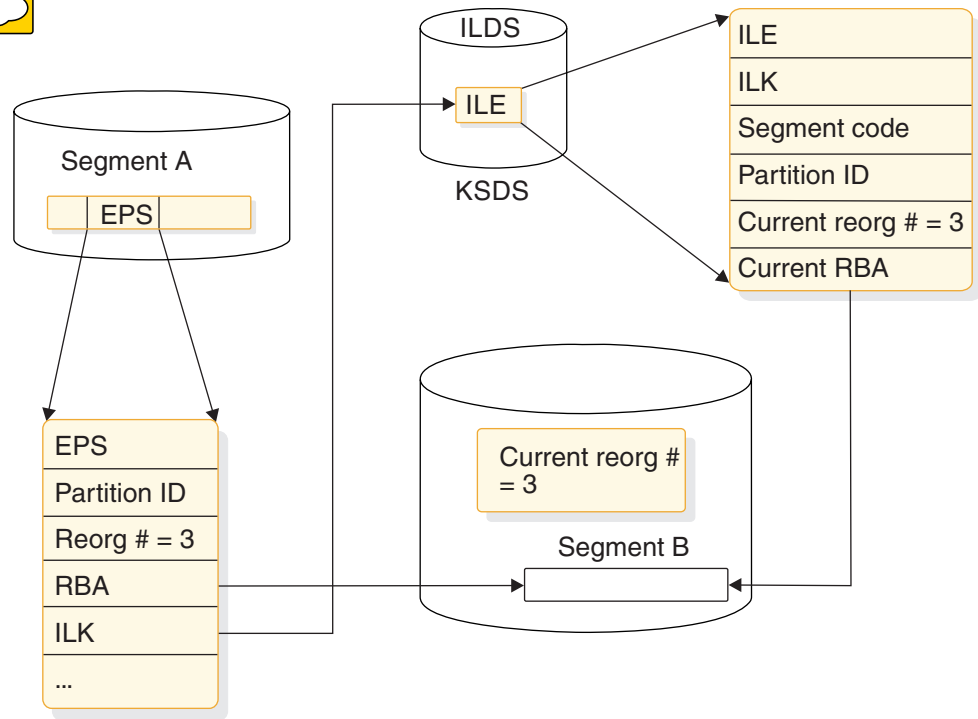 ILDS
ILE
KSDS
ILE
ILK
Segment code
Partition ID
Current reorg # = 3
Current RBA
Segment A
EPS
EPS
Partition ID
Reorg # = 3
RBA
ILK
...
Current reorg #
= 3
Segment B